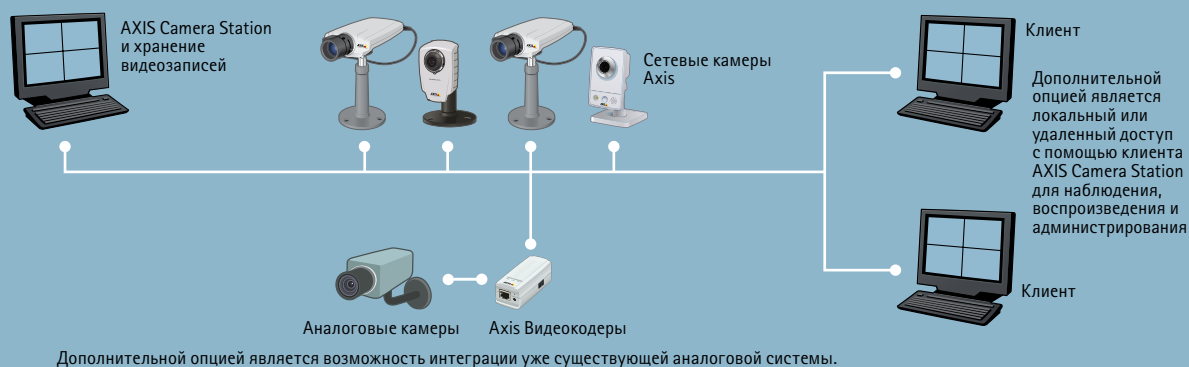 AXIS Camera Station
и хранение
видеозаписей
Сетевые камеры
Axis
Клиент
Дополнительной
опцией является
локальный или
удаленный доступ
с помощью клиента
AXIS Camera Station
для наблюдения,
воспроизведения и
администрирования
Клиент
Аналоговые камеры
Axis Видеокодеры
Дополнительной опцией является возможность интеграции уже существующей аналоговой системы.